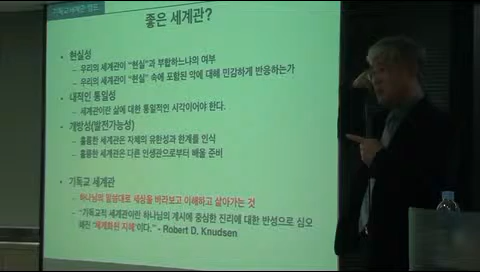 기독교세계관
좋은 세계관?
• 현실성
– 우리의 세계관이 “현실”과 부합하느냐의 여부
– 우리의 세계관이 “현실” 속에 포함된 악에 대해 민감하게 반응하는가
• 내적인 통일성
– 세계관이란 삶에 대한 통일적인 시각이어야 한다.
• 개방성(발전가능성)
– 훌륭한 세계관은 자체의 유한성과 한계를 인식
– 훌륭한 세계관은 다른 인생관으로부터 배울 준비
• 기독교 세계관
– 하나님의 말씀대로 세상을 바라보고 이해하고 살아가는 것
– “기독교적 세계관이란 하나님의 계시에 중심한 진리에 대한 반성으로 심오
해진 “세계화된 지혜”이다.” - Robert D. Knudsen